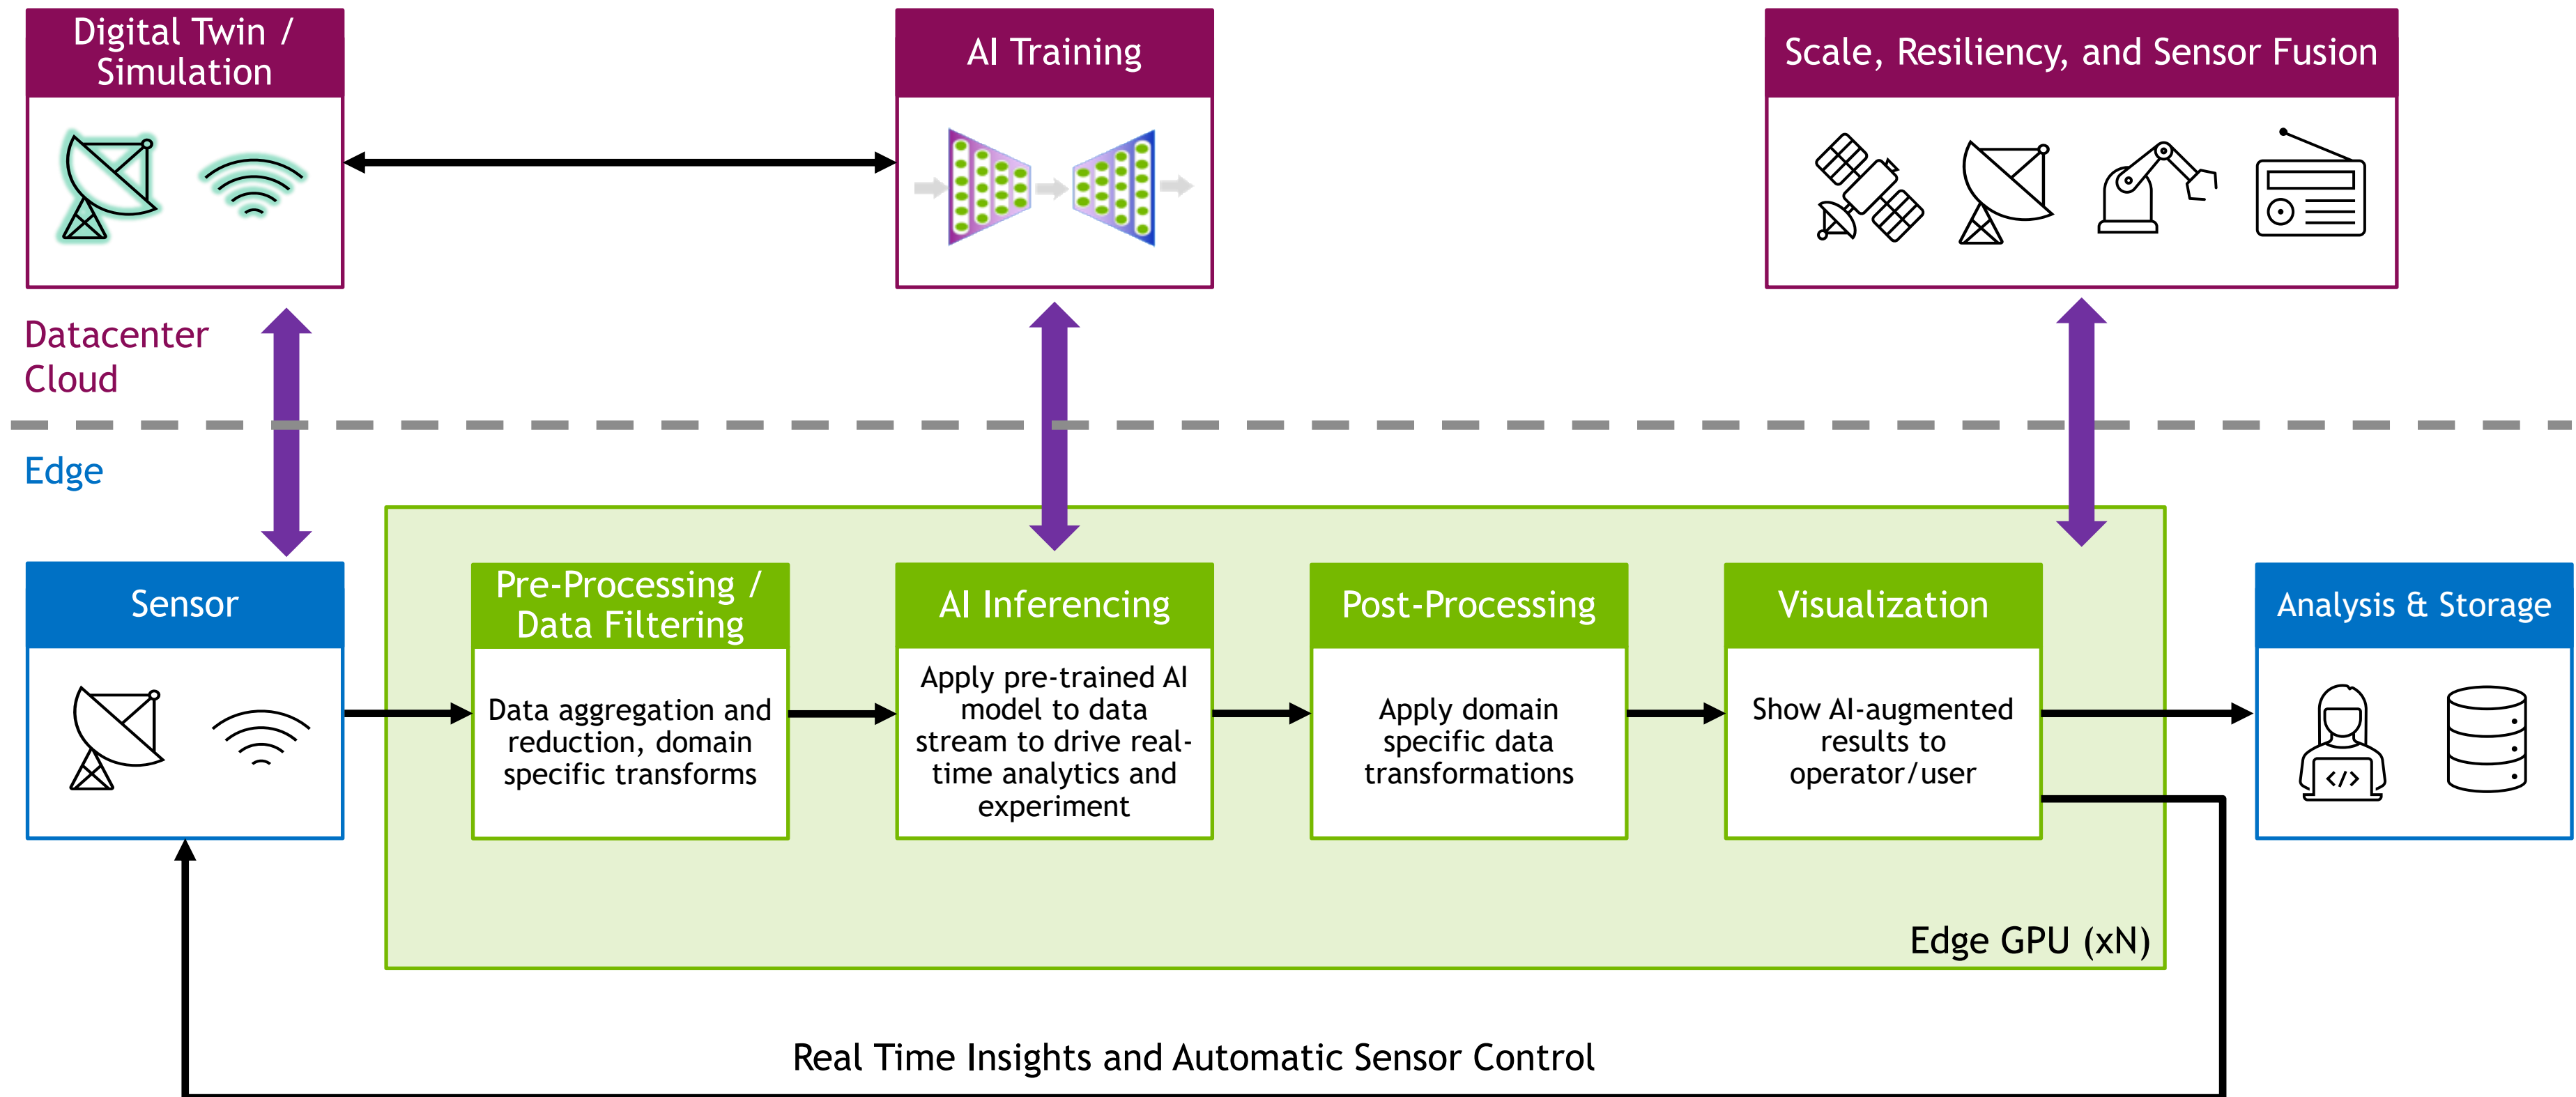 Digital Twin /
Simulation
AI Training
Scale, Resiliency, and Sensor Fusion
Datacenter
Cloud
Edge
Sensor
Pre-Processing /
Data Filtering
Data aggregation and
reduction, domain
specific transforms
AI Inferencing
Apply pre-trained AI
model to data
stream to drive real-
time analytics and
experiment
Post-Processing
Apply domain
specific data
transformations
Visualization
Show AI-augmented
results to
operator/user
Analysis & Storage
</>
Edge GPU (xN)
Real Time Insights and Automatic Sensor Control